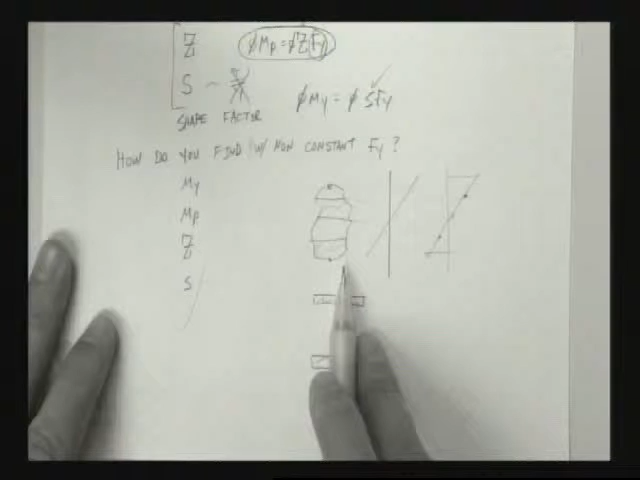 Z ϕMp = ϕZFy
S ~
ϕMy = ϕSFy
SHAPE FACTOR
HOW DO YOU FIND W/ NON CONSTANT Fy?
My
Mp
Z
S